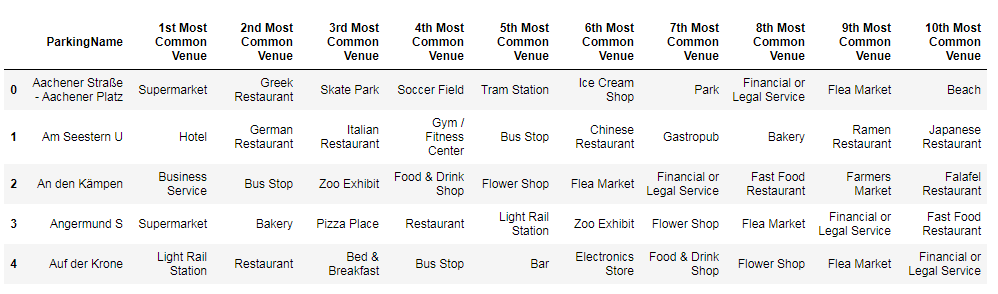 ParkingName 1st Most Common Venue 2nd Most Common Venue 3rd Most Common Venue 4th Most Common Venue 5th Most Common Venue 6th Most Common Venue 7th Most Common Venue 8th Most Common Venue 9th Most Common Venue 10th Most Common Venue
0 Aachener Straße - Aachener Platz Supermarket Greek Restaurant Skate Park Soccer Field Tram Station Ice Cream Shop Park Financial or Legal Service Flea Market Beach
1 Am Seestern U Hotel German Restaurant Italian Restaurant Gym / Fitness Center Bus Stop Chinese Restaurant Gastropub Bakery Ramen Restaurant Japanese Restaurant
2 An den Kämpen Business Service Bus Stop Zoo Exhibit Food & Drink Shop Flower Shop Flea Market Financial or Legal Service Fast Food Restaurant Farmers Market Falafel Restaurant
3 Angermund S Supermarket Bakery Pizza Place Restaurant Light Rail Station Zoo Exhibit Flower Shop Flea Market Financial or Legal Service Fast Food Restaurant
4 Auf der Krone Light Rail Station Restaurant Bed & Breakfast Bus Stop Bar Electronics Store Food & Drink Shop Flower Shop Flea Market Financial or Legal Service